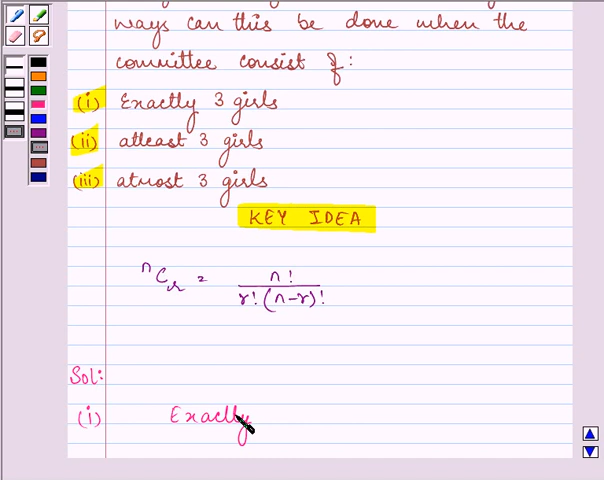 ways can this be done when the
committee consist of:
(i) Exactly 3 girls
(ii) atleast 3 girls
(iii) atmost 3 girls
KEY IDEA
ⁿCᵣ = n! / r!(n-r)!
Sol:
(i) Exactly